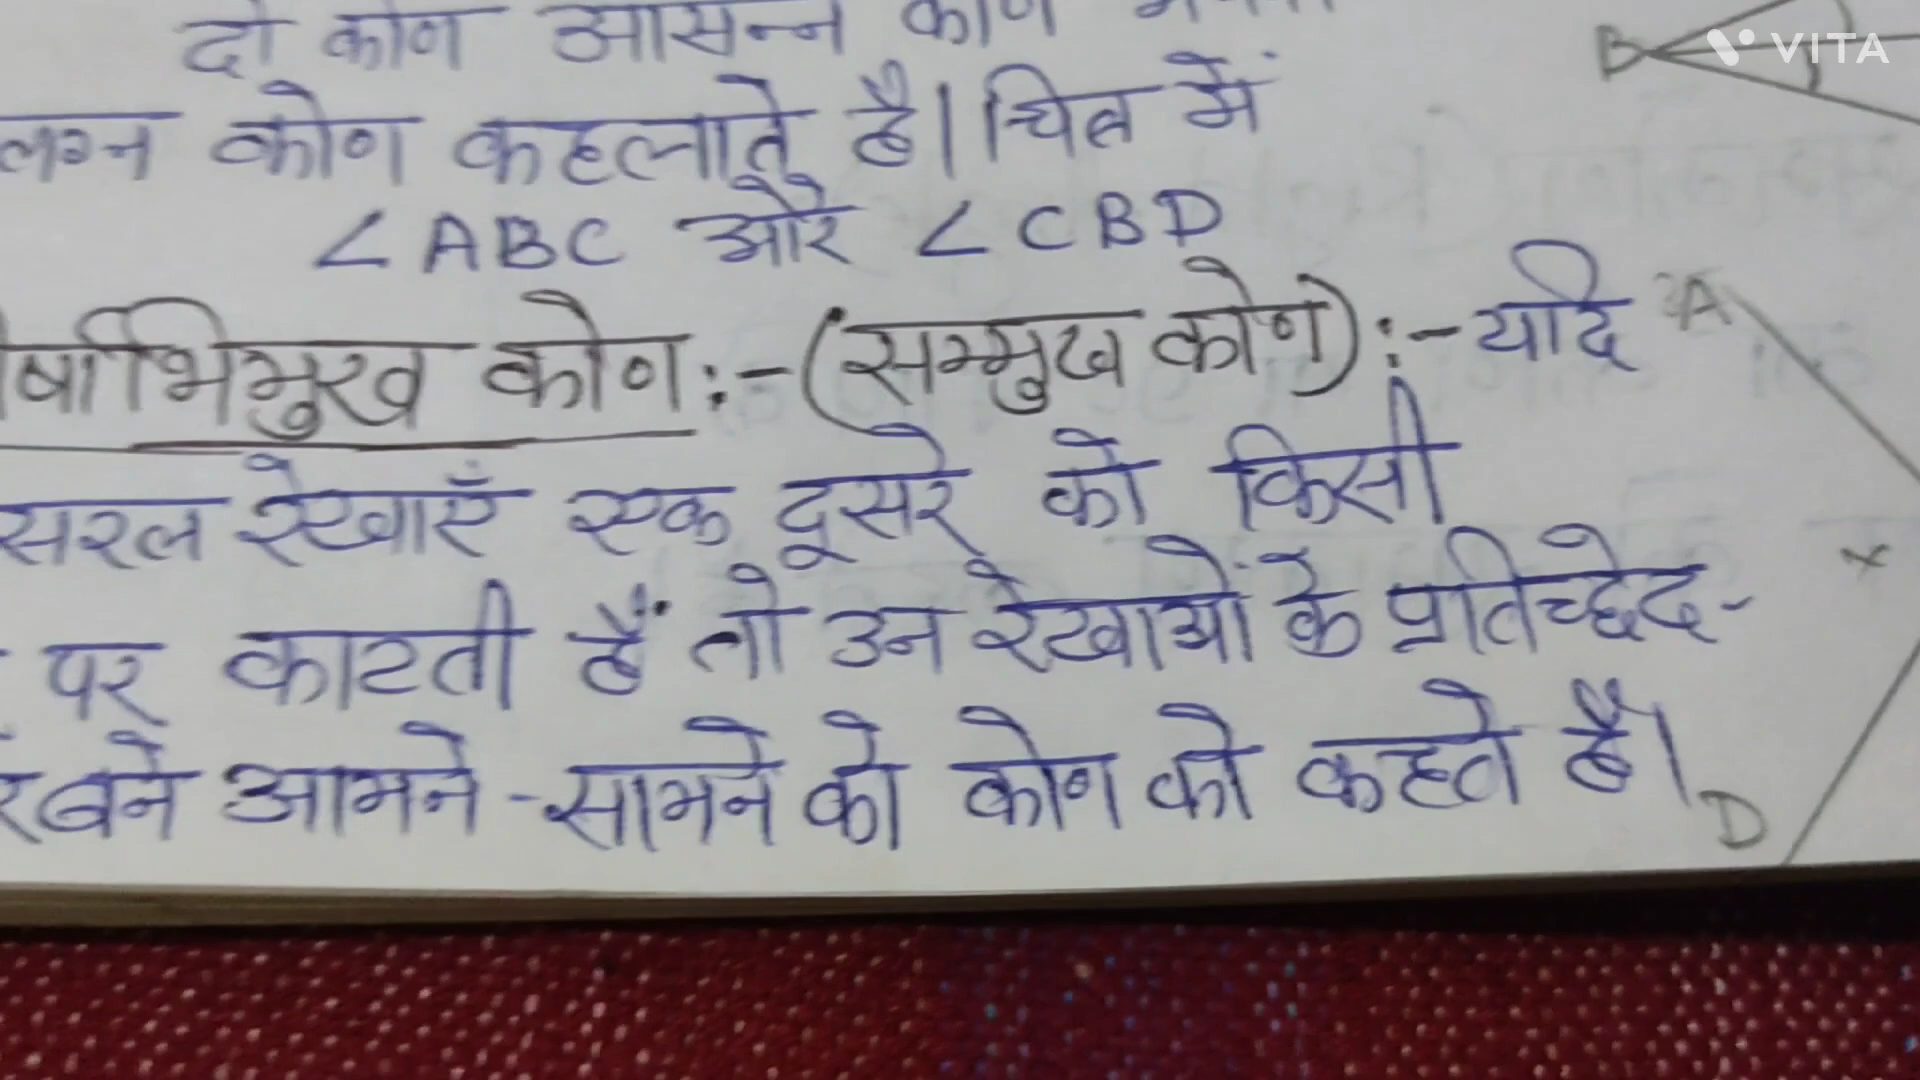 दो कोण आसन्न कोण
लग्न कोण कहलाते है। चित्र में
∠ABC और ∠CBD
र्षाभिमुख कोण:-(सम्मुख कोण):-यदि
सरल रेखाएँ एक दूसरे को किसी
पर काटती हैं तो उन रेखाओं के प्रतिच्छेद-
र बने आमने-सामने को कोण को कहते है।
B
A
x
D
VITA